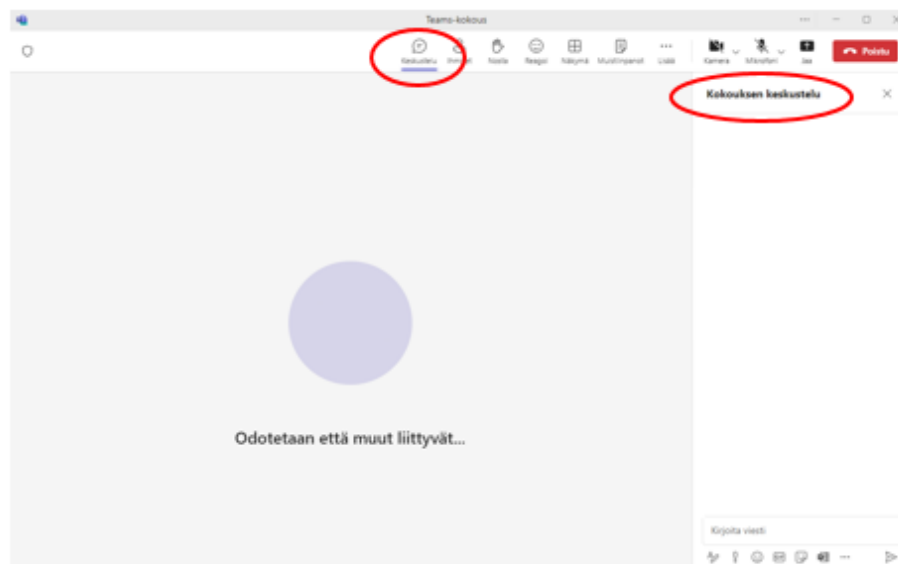 Teams-kokous
Keskustelu
Nosta
Reagoi
Näkymä
Muistiinpanot
Lisää
Kamera
Mikrofoni
Jaa
Poistu
Kokouksen keskustelu
Odotetaan että muut liittyvät...
Kirjoita viesti